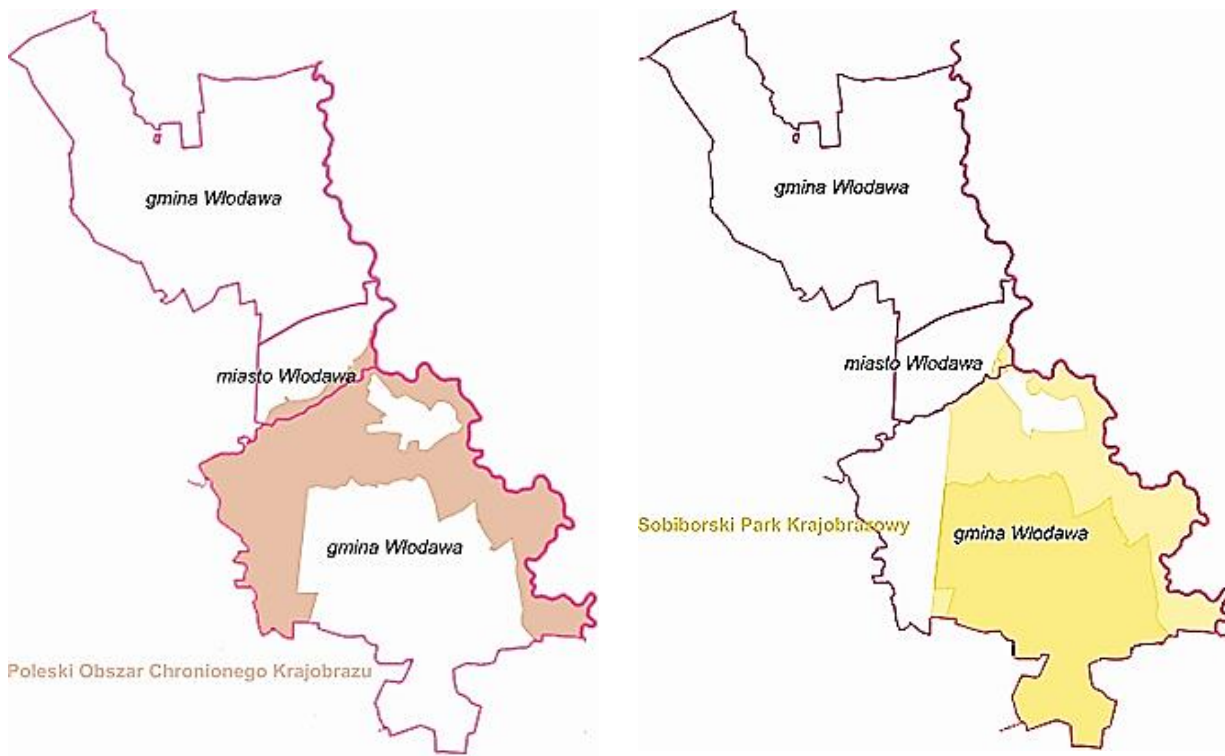 gmina Włodawa
miasto Włodawa
gmina Włodawa
Poleski Obszar Chronionego Krajobrazu
gmina Włodawa
miasto Włodawa
Sobiborski Park Krajobrazowy
gmina Włodawa